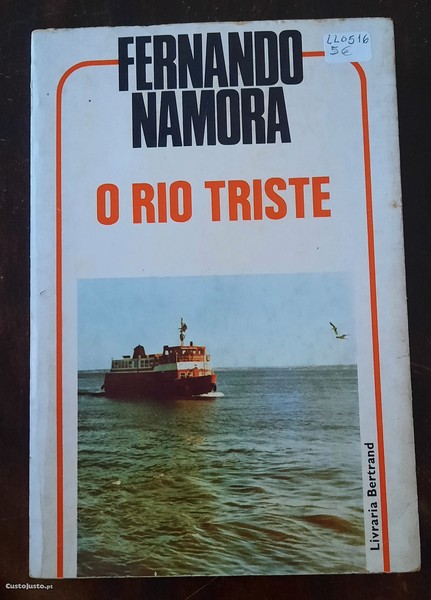 FERNANDO
NAMORA
LL0516
5€
O RIO TRISTE
Livraria Bertrand
CustoJusto.pt